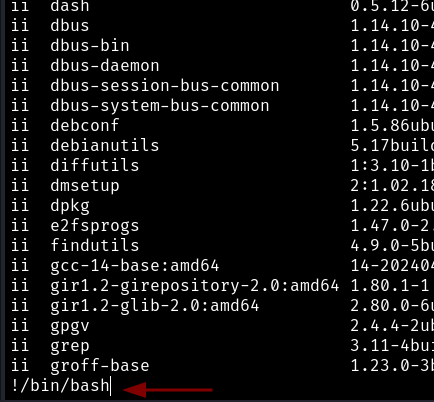 ii  dash                          0.5.12-6u
ii  dbus                          1.14.10-4
ii  dbus-bin                      1.14.10-4
ii  dbus-daemon                   1.14.10-4
ii  dbus-session-bus-common       1.14.10-4
ii  dbus-system-bus-common        1.14.10-4
ii  debconf                       1.5.86ubu
ii  debianutils                   5.17build
ii  diffutils                     1:3.10-1b
ii  dmsetup                       2:1.02.18
ii  dpkg                          1.22.6ubu
ii  e2fsprogs                     1.47.0-2.
ii  findutils                     4.9.0-5bu
ii  gcc-14-base:amd64             14-202404
ii  gir1.2-girepository-2.0:amd64 1.80.1-1
ii  gir1.2-glib-2.0:amd64         2.80.0-6u
ii  gpgv                          2.4.4-2ub
ii  grep                          3.11-4bui
ii  groff-base                    1.23.0-3b
!/bin/bash